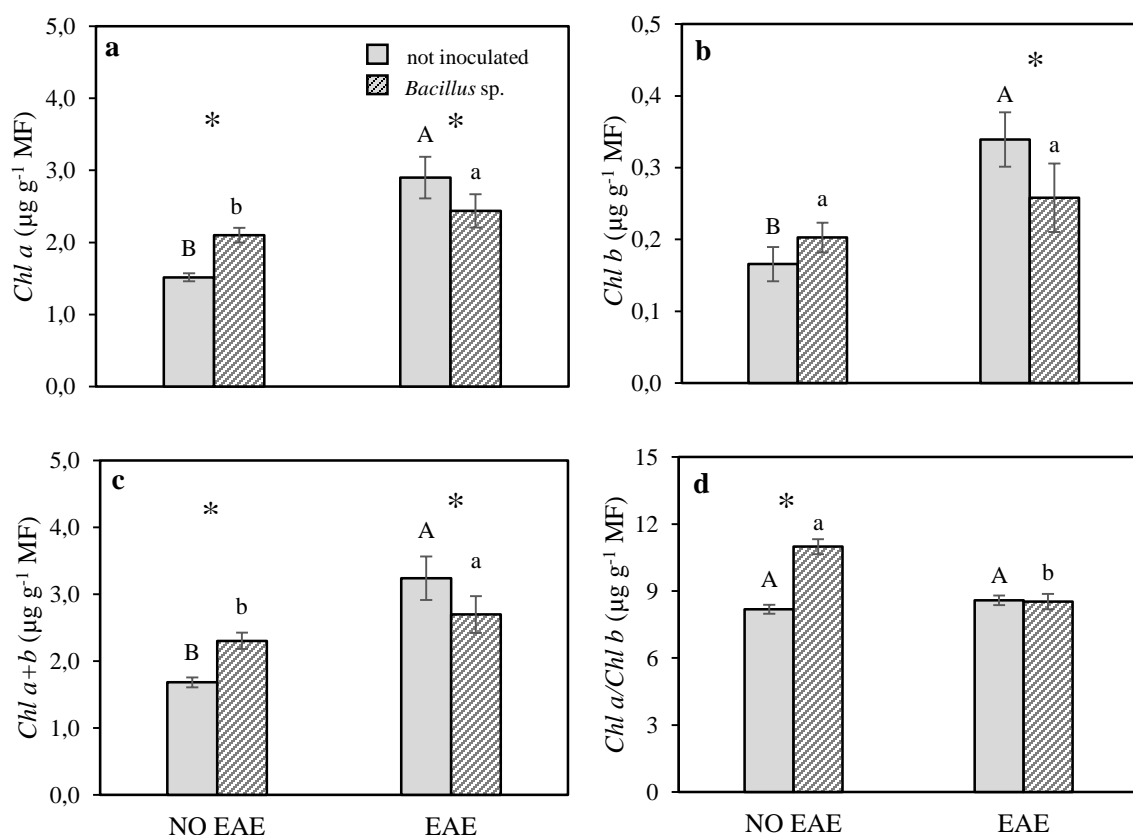 a
not inoculated
Bacillus sp.
Chl a (µg g-1 MF)
5,0
4,0
3,0
2,0
1,0
0,0
*
*
B
b
A
a
b
Chl b (µg g-1 MF)
0,5
0,4
0,3
0,2
0,1
0,0
*
B
a
A
a
c
Chl a+b (µg g-1 MF)
5,0
4,0
3,0
2,0
1,0
0,0
*
*
B
b
A
a
NO EAE
EAE
d
Chl a/Chl b (µg g-1 MF)
15
12
9
6
3
0
*
A
a
A
b
NO EAE
EAE